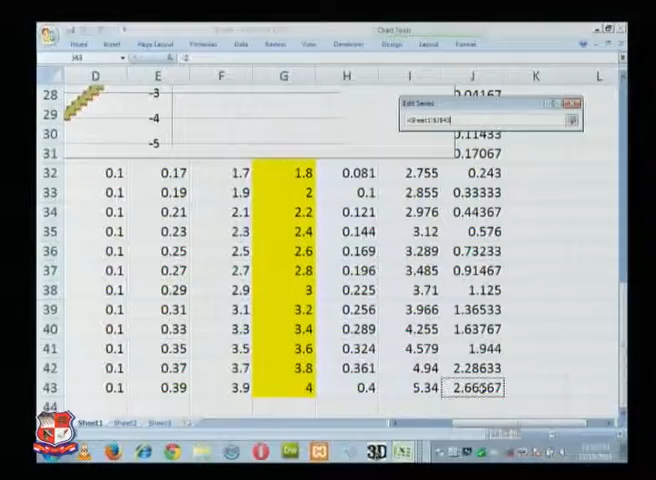 Chart Tools
Home Insert Page Layout Formulas Data Review View Developer Design Layout Format
J43
D E F G H I J K L
28 -3 0.04167
29 -4
30 0.11433
31 -5 0.17067
32 0.1 0.17 1.7 1.8 0.081 2.755 0.243
33 0.1 0.19 1.9 2 0.1 2.855 0.33333
34 0.1 0.21 2.1 2.2 0.121 2.976 0.44367
35 0.1 0.23 2.3 2.4 0.144 3.12 0.576
36 0.1 0.25 2.5 2.6 0.169 3.289 0.73233
37 0.1 0.27 2.7 2.8 0.196 3.485 0.91467
38 0.1 0.29 2.9 3 0.225 3.71 1.125
39 0.1 0.31 3.1 3.2 0.256 3.966 1.36533
40 0.1 0.33 3.3 3.4 0.289 4.255 1.63767
41 0.1 0.35 3.5 3.6 0.324 4.579 1.944
42 0.1 0.37 3.7 3.8 0.361 4.94 2.28633
43 0.1 0.39 3.9 4 0.4 5.34 2.66667
44
Edit Series
Sheet1 Sheet2 Sheet3
3D